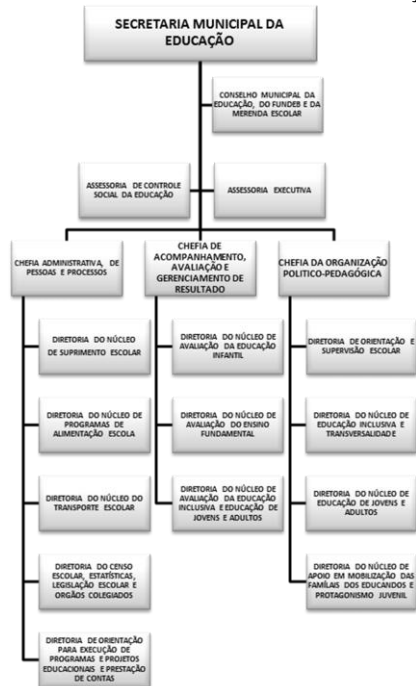 SECRETARIA MUNICIPAL DA
EDUCAÇÃO
CONSELHO MUNICIPAL DA
EDUCAÇÃO, DO FUNDEB E DA
MERENDA ESCOLAR
ASSESSORIA DE CONTROLE
SOCIAL DA EDUCAÇÃO
ASSESSORIA EXECUTIVA
CHEFIA ADMINISTRATIVA, DE
PESSOAS E PROCESSOS
CHEFIA DE
ACOMPANHAMENTO,
AVALIAÇÃO E
GERENCIAMENTO DE
RESULTADO
CHEFIA DA ORGANIZAÇÃO
POLITICO-PEDAGÓGICA
DIRETORIA DO NÚCLEO
DE SUPRIMENTO ESCOLAR
DIRETORIA DO NÚCLEO DE
AVALIAÇÃO DA EDUCAÇÃO
INFANTIL
DIRETORIA DE ORIENTAÇÃO E
SUPERVISÃO ESCOLAR
DIRETORIA DO NÚCLEO DE
PROGRAMAS DE
ALIMENTAÇÃO ESCOLA
DIRETORIA DO NÚCLEO DE
AVALIAÇÃO DO ENSINO
FUNDAMENTAL
DIRETORIA DO NÚCLEO DE
EDUCAÇÃO INCLUSIVA E
TRANSVERSALIDADE
DIRETORIA DO NÚCLEO DO
TRANSPORTE ESCOLAR
DIRETORIA DO NÚCLEO DE
AVALIAÇÃO DA EDUCAÇÃO
INCLUSIVA E EDUCAÇÃO DE
JOVENS E ADULTOS
DIRETORIA DO NÚCLEO DE
EDUCAÇÃO DE JOVENS E
ADULTOS
DIRETORIA DO CENSO
ESCOLAR, ESTATÍSTICAS,
LEGISLAÇÃO ESCOLAR E
ORGÃOS COLEGIADOS
DIRETORIA DO NÚCLEO DE
APOIO EM MOBILIZAÇÃO DAS
FAMÍLAIS DOS EDUCANDOS E
PROTAGONISMO JUVENIL
DIRETORIA DE ORIENTAÇÃO
PARA EXECUÇÃO DE
PROGRAMAS E PROJETOS
EDUCACIONAIS E PRESTAÇÃO
DE CONTAS